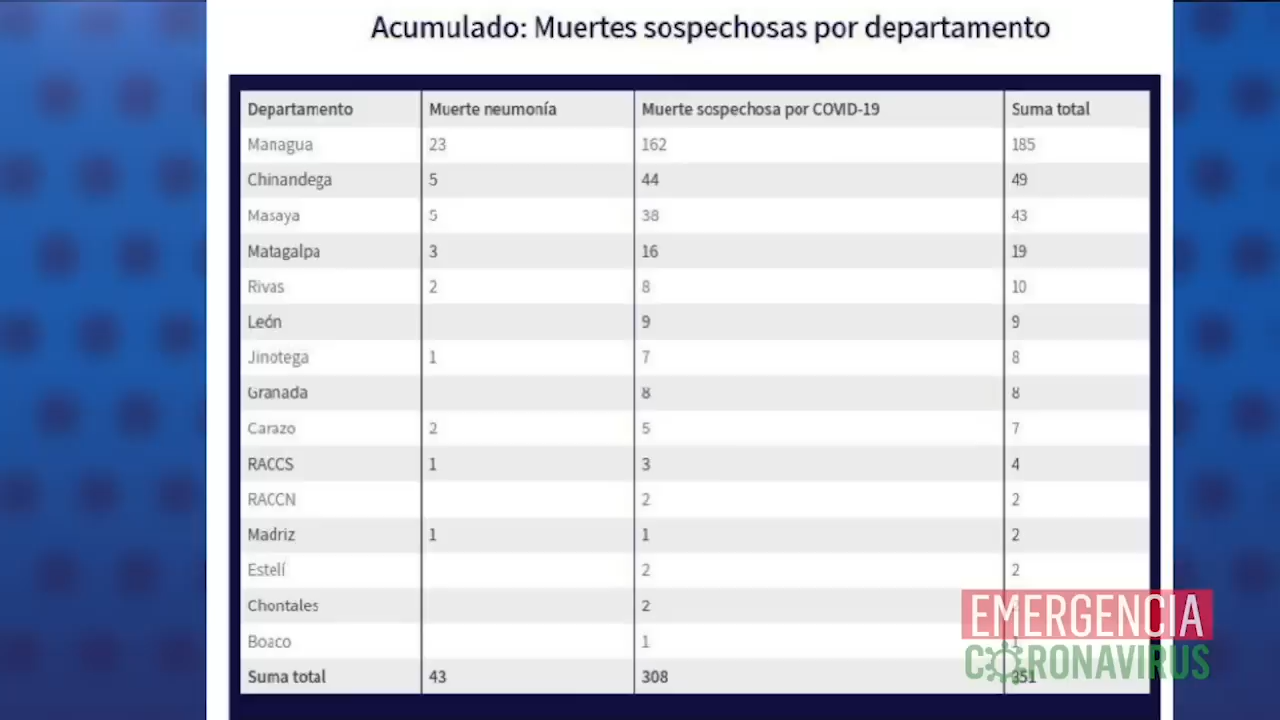 Acumulado: Muertes sospechosas por departamento
Departamento Muerte neumonía Muerte sospechosa por COVID-19 Suma total
Managua 23 162 185
Chinandega 5 44 49
Masaya 5 38 43
Matagalpa 3 16 19
Rivas 2 8 10
León 9 9
Jinotega 1 7 8
Granada 8 8
Carazo 2 5 7
RACCS 1 3 4
RACCN 2 2
Madriz 1 1 2
Estelí 2 2
Chontales 2
Boaco 1 1
Suma total 43 308 351
EMERGENCIA
CORONAVIRUS